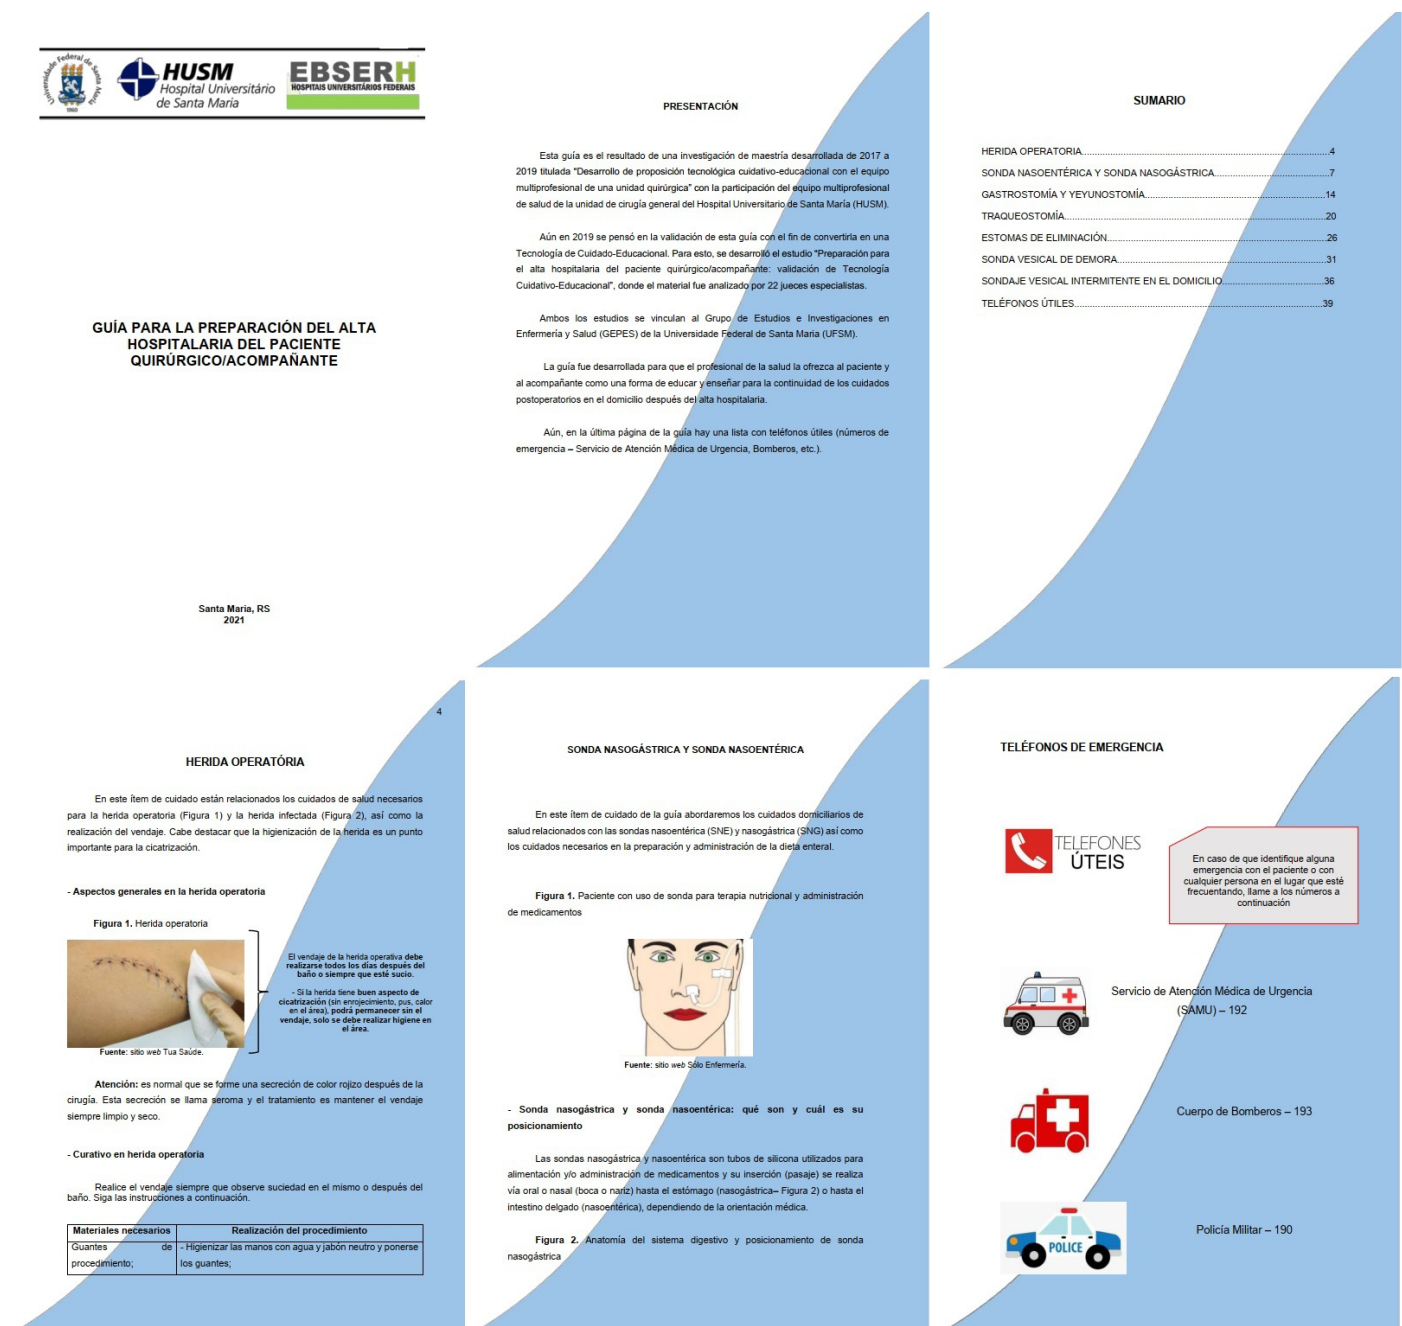 Universidade Federal de Santa Maria
1960
HUSM
Hospital Universitário
de Santa Maria
EBSERH
HOSPITAIS UNIVERSITÁRIOS FEDERAIS
GUÍA PARA LA PREPARACIÓN DEL ALTA
HOSPITALARIA DEL PACIENTE
QUIRÚRGICO/ACOMPAÑANTE
Santa Maria, RS
2021
PRESENTACIÓN
Esta guía es el resultado de una investigación de maestría desarrollada de 2017 a
2019 titulada "Desarrollo de proposición tecnológica cuidativo-educacional con el equipo
multiprofesional de una unidad quirúrgica" con la participación del equipo multiprofesional
de salud de la unidad de cirugía general del Hospital Universitario de Santa María (HUSM).
Aún en 2019 se pensó en la validación de esta guía con el fin de convertirla en una
Tecnología de Cuidado-Educacional. Para esto, se desarrolló el estudio "Preparación para
el alta hospitalaria del paciente quirúrgico/acompañante: validación de Tecnología
Cuidativo-Educacional", donde el material fue analizado por 22 jueces especialistas.
Ambos los estudios se vinculan al Grupo de Estudios e Investigaciones en
Enfermería y Salud (GEPES) de la Universidade Federal de Santa Maria (UFSM).
La guía fue desarrollada para que el profesional de la salud la ofrezca al paciente y
al acompañante como una forma de educar y enseñar para la continuidad de los cuidados
postoperatorios en el domicilio después del alta hospitalaria.
Aún, en la última página de la guía hay una lista con teléfonos útiles (números de
emergencia – Servicio de Atención Médica de Urgencia, Bomberos, etc.).
SUMARIO
HERIDA OPERATORIA...4
SONDA NASOENTÉRICA Y SONDA NASOGÁSTRICA...7
GASTROSTOMÍA Y YEYUNOSTOMÍA...14
TRAQUEOSTOMÍA...20
ESTOMAS DE ELIMINACIÓN...26
SONDA VESICAL DE DEMORA...31
SONDAJE VESICAL INTERMITENTE EN EL DOMICILIO...36
TELÉFONOS ÚTILES...39
4
HERIDA OPERATÓRIA
En este ítem de cuidado están relacionados los cuidados de salud necesarios
para la herida operatoria (Figura 1) y la herida infectada (Figura 2), así como la
realización del vendaje. Cabe destacar que la higienización de la herida es un punto
importante para la cicatrización.
- Aspectos generales en la herida operatoria
Figura 1. Herida operatoria
El vendaje de la herida operativa debe
realizarse todos los días después del
baño o siempre que esté sucio.
- Si la herida tiene buen aspecto de
cicatrización (sin enrojecimiento, pus, calor
en el área), podrá permanecer sin el
vendaje, solo se debe realizar higiene en
el área.
Fuente: sitio web Tua Saúde.
Atención: es normal que se forme una secreción de color rojizo después de la
cirugía. Esta secreción se llama seroma y el tratamiento es mantener el vendaje
siempre limpio y seco.
- Curativo en herida operatoria
Realice el vendaje siempre que observe suciedad en el mismo o después del
baño. Siga las instrucciones a continuación.
Materiales necesarios Realización del procedimiento
Guantes de - Higienizar las manos con agua y jabón neutro y ponerse
procedimiento; los guantes;
SONDA NASOGÁSTRICA Y SONDA NASOENTÉRICA
En este ítem de cuidado de la guía abordaremos los cuidados domiciliarios de
salud relacionados con las sondas nasoentérica (SNE) y nasogástrica (SNG) así como
los cuidados necesarios en la preparación y administración de la dieta enteral.
Figura 1. Paciente con uso de sonda para terapia nutricional y administración
de medicamentos
Fuente: sitio web Sólo Enfermería.
- Sonda nasogástrica y sonda nasoentérica: qué son y cuál es su
posicionamiento
Las sondas nasogástrica y nasoentérica son tubos de silicona utilizados para
alimentación y/o administración de medicamentos y su inserción (pasaje) se realiza
vía oral o nasal (boca o nariz) hasta el estómago (nasogástrica– Figura 2) o hasta el
intestino delgado (nasoentérica), dependiendo de la orientación médica.
Figura 2. Anatomía del sistema digestivo y posicionamiento de sonda
nasogástrica
TELÉFONOS DE EMERGENCIA
TELEFONES
ÚTEIS
En caso de que identifique alguna
emergencia con el paciente o con
cualquier persona en el lugar que esté
frecuentando, llame a los números a
continuación
Servicio de Atención Médica de Urgencia
(SAMU) – 192
Cuerpo de Bomberos – 193
POLICE
Policía Militar – 190